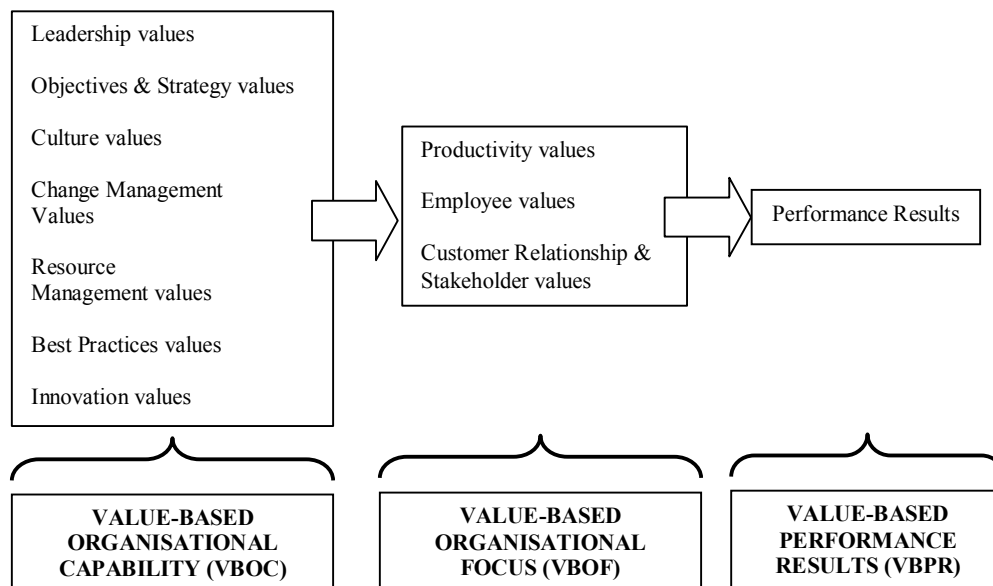 Leadership values
Objectives & Strategy values
Culture values
Change Management
Values
Resource
Management values
Best Practices values
Innovation values
Productivity values
Employee values
Customer Relationship &
Stakeholder values
Performance Results
VALUE-BASED
ORGANISATIONAL
CAPABILITY (VBOC)
VALUE-BASED
ORGANISATIONAL
FOCUS (VBOF)
VALUE-BASED
PERFORMANCE
RESULTS (VBPR)